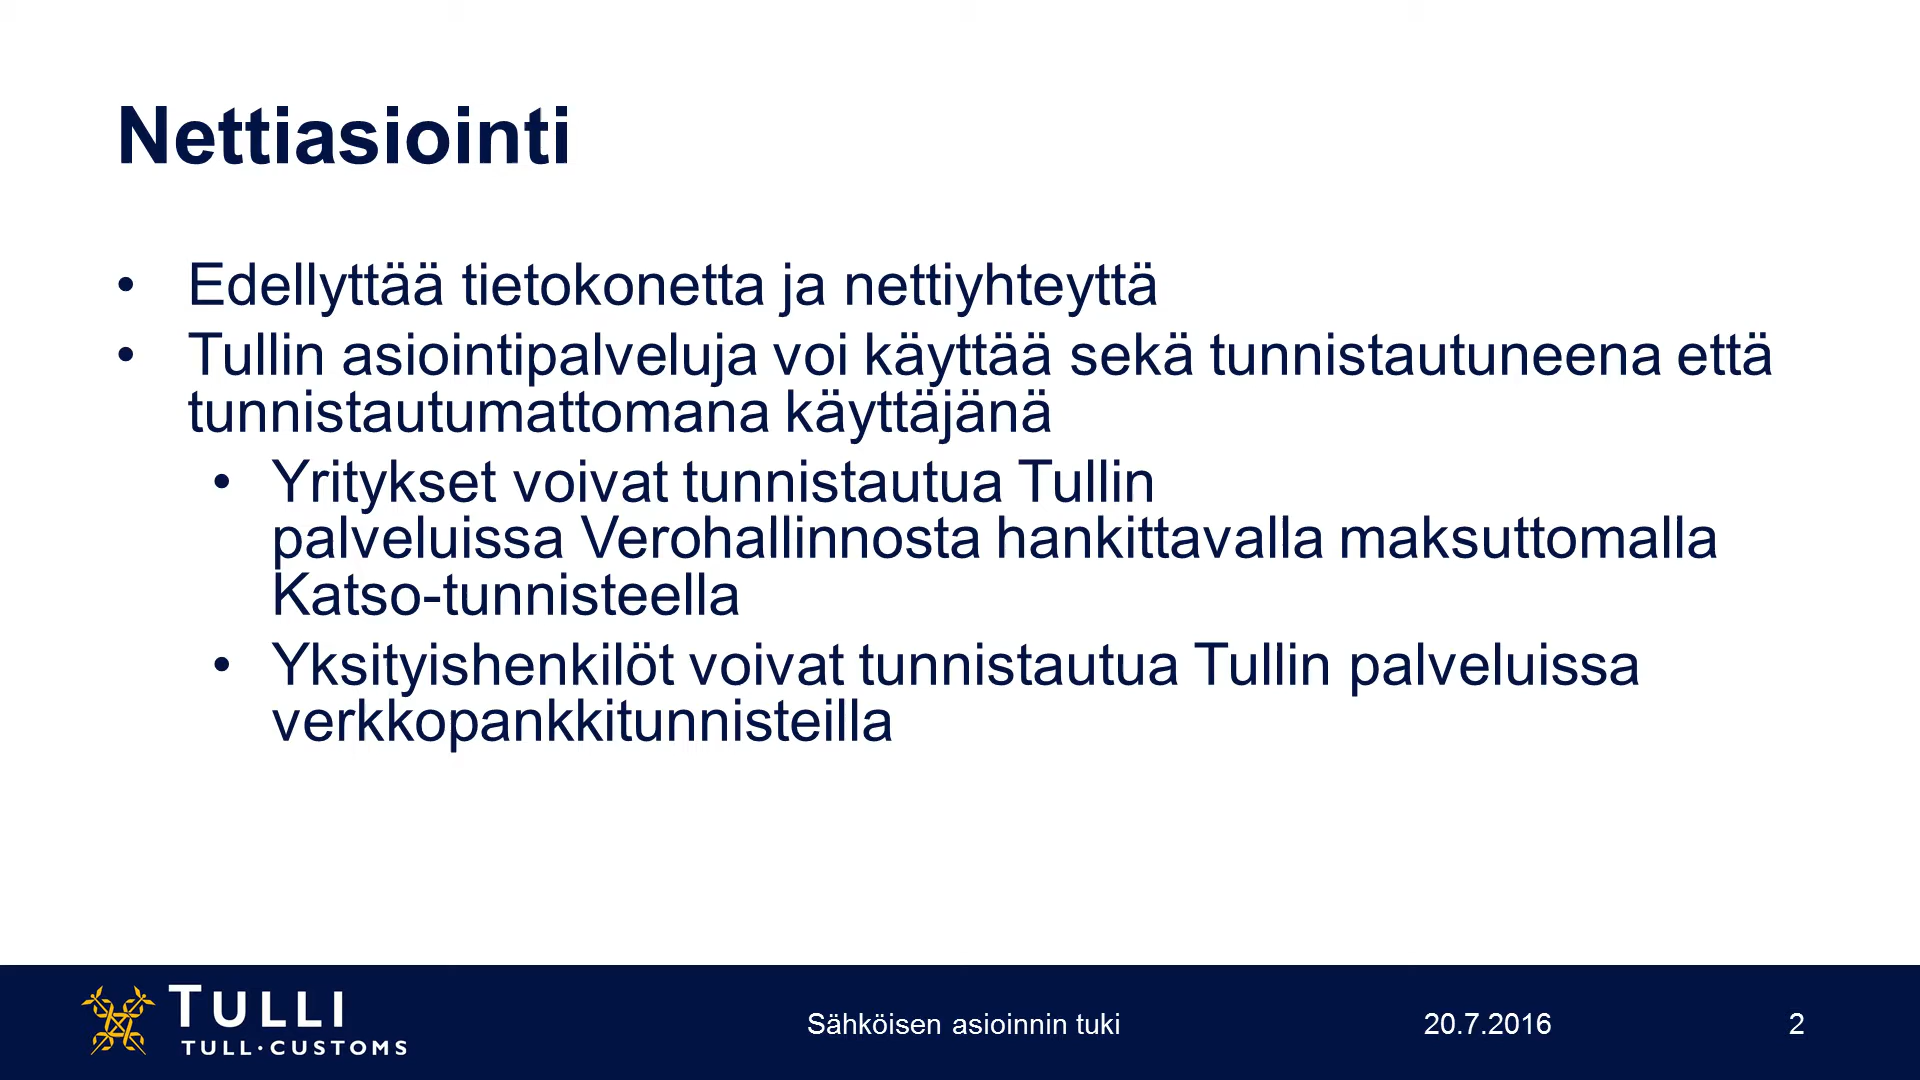 Nettiasiointi
• Edellyttää tietokonetta ja nettiyhteyttä
• Tullin asiointipalveluja voi käyttää sekä tunnistautuneena että
tunnistautumattomana käyttäjänä
• Yritykset voivat tunnistautua Tullin
palveluissa Verohallinnosta hankittavalla maksuttomalla
Katso-tunnisteella
• Yksityishenkilöt voivat tunnistautua Tullin palveluissa
verkkopankkitunnisteilla
TULLI
TULL·CUSTOMS
Sähköisen asioinnin tuki
20.7.2016
2